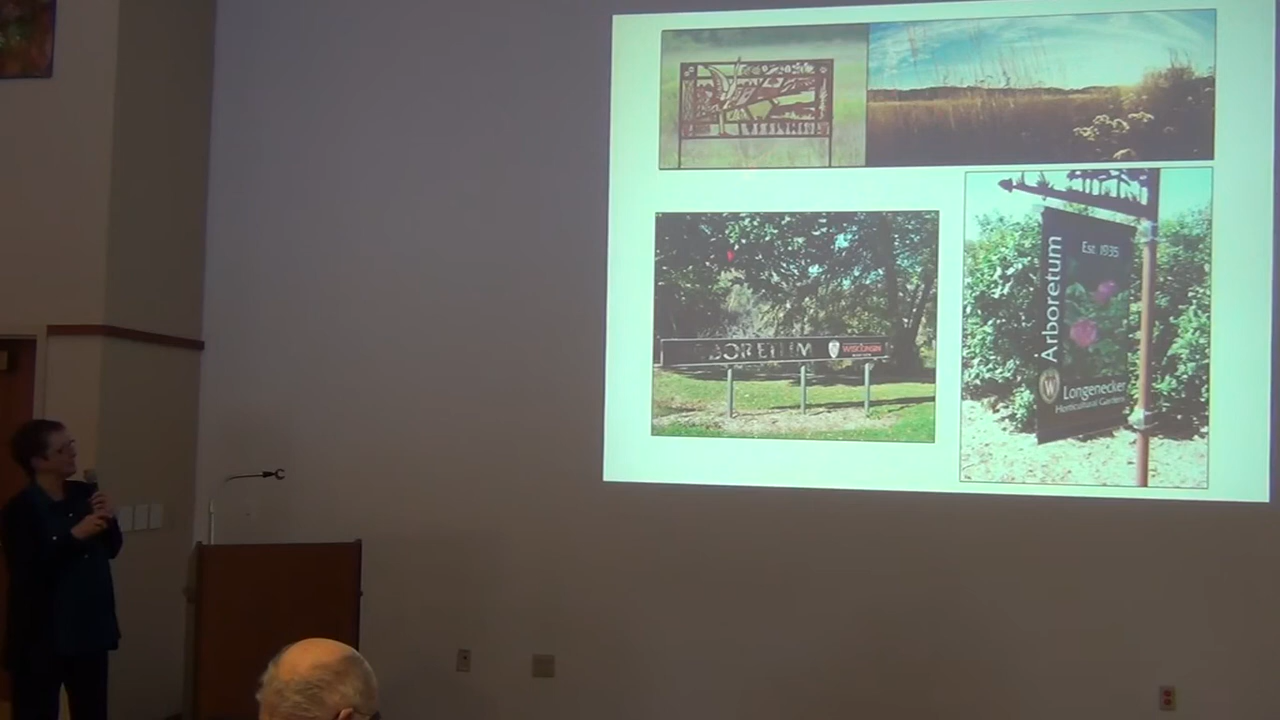 ARBORETUM
WISCONSIN
Est. 1935
Arboretum
W
Longenecker
Horticultural Gardens